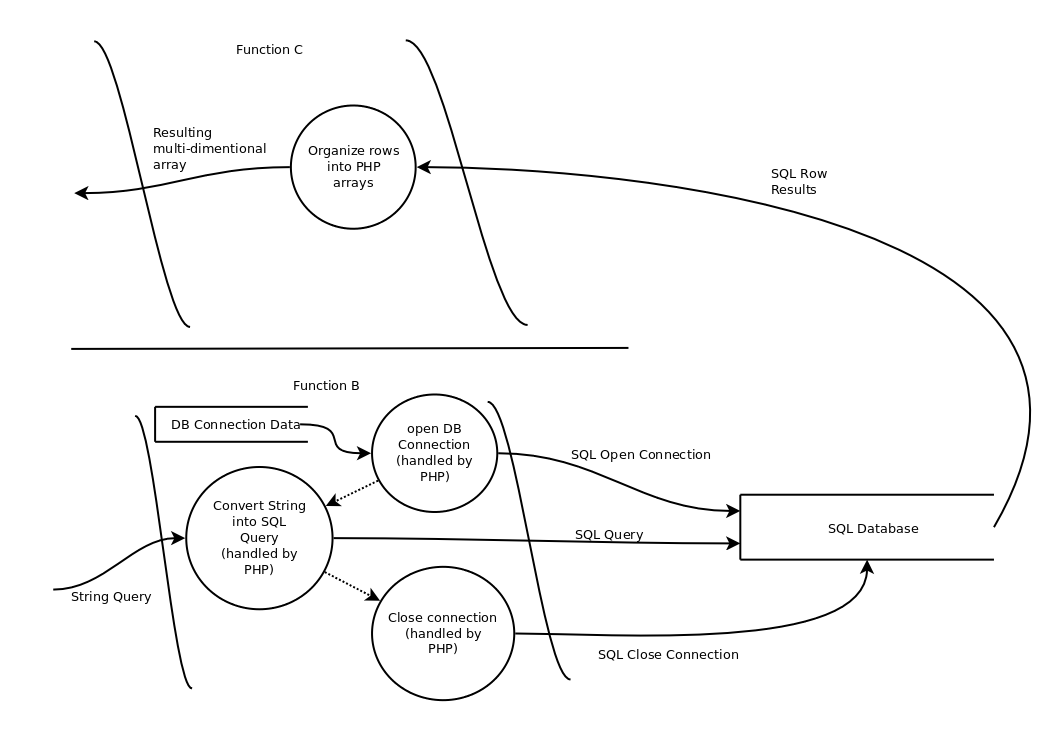 Function C
Resulting
multi-dimentional
array
Organize rows
into PHP
arrays
SQL Row
Results
Function B
DB Connection Data
open DB
Connection
(handled by
PHP)
SQL Open Connection
Convert String
into SQL
Query
(handled by
PHP)
SQL Query
SQL Database
String Query
Close connection
(handled by
PHP)
SQL Close Connection